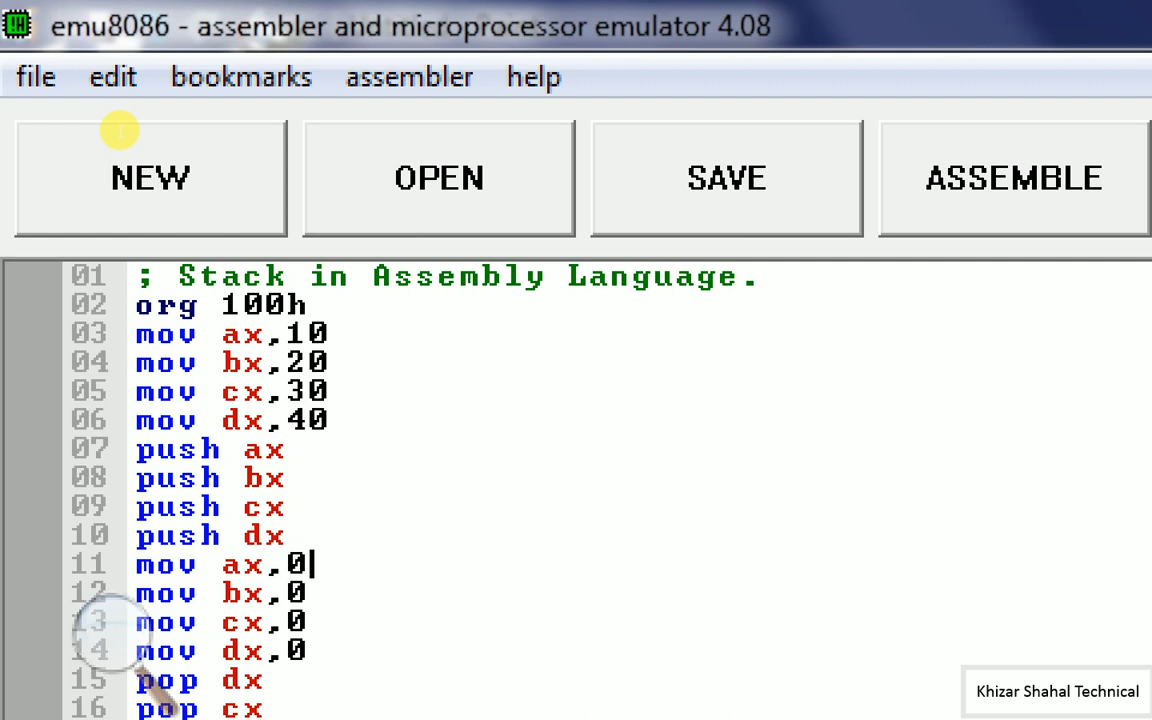 emu8086 - assembler and microprocessor emulator 4.08
file edit bookmarks assembler help
NEW OPEN SAVE ASSEMBLE
01 ; Stack in Assembly Language.
02 org 100h
03 mov ax,10
04 mov bx,20
05 mov cx,30
06 mov dx,40
07 push ax
08 push bx
09 push cx
10 push dx
11 mov ax,0
12 mov bx,0
13 mov cx,0
14 mov dx,0
15 pop dx
16 pop cx
Khizar Shahal Technical